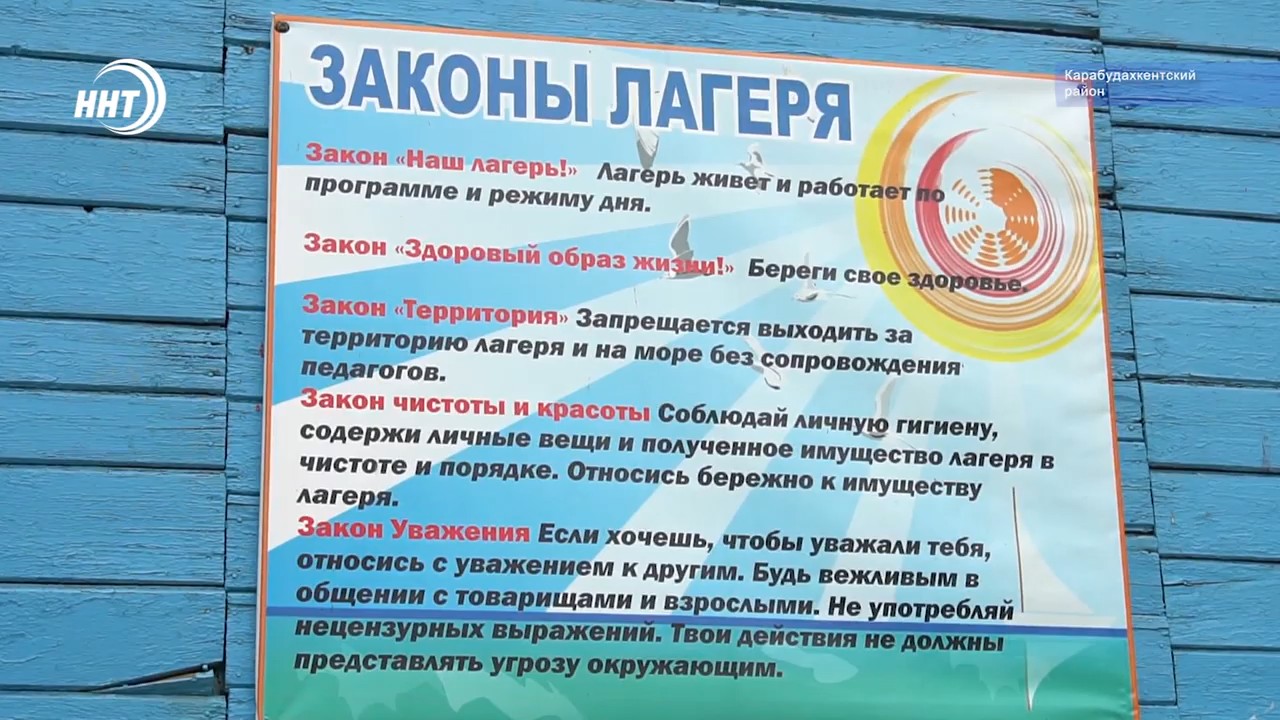 ННТ
Карабудахкентский
район
ЗАКОНЫ ЛАГЕРЯ
Закон «Наш лагерь!» Лагерь живет и работает по
программе и режиму дня.
Закон «Здоровый образ жизни!» Береги свое здоровье.
Закон «Территория» Запрещается выходить за
территорию лагеря и на море без сопровождения
педагогов.
Закон чистоты и красоты Соблюдай личную гигиену,
содержи личные вещи и полученное имущество лагеря в
чистоте и порядке. Относись бережно к имуществу
лагеря.
Закон Уважения Если хочешь, чтобы уважали тебя,
относись с уважением к другим. Будь вежливым в
общении с товарищами и взрослыми. Не употребляй
нецензурных выражений. Твои действия не должны
представлять угрозу окружающим.